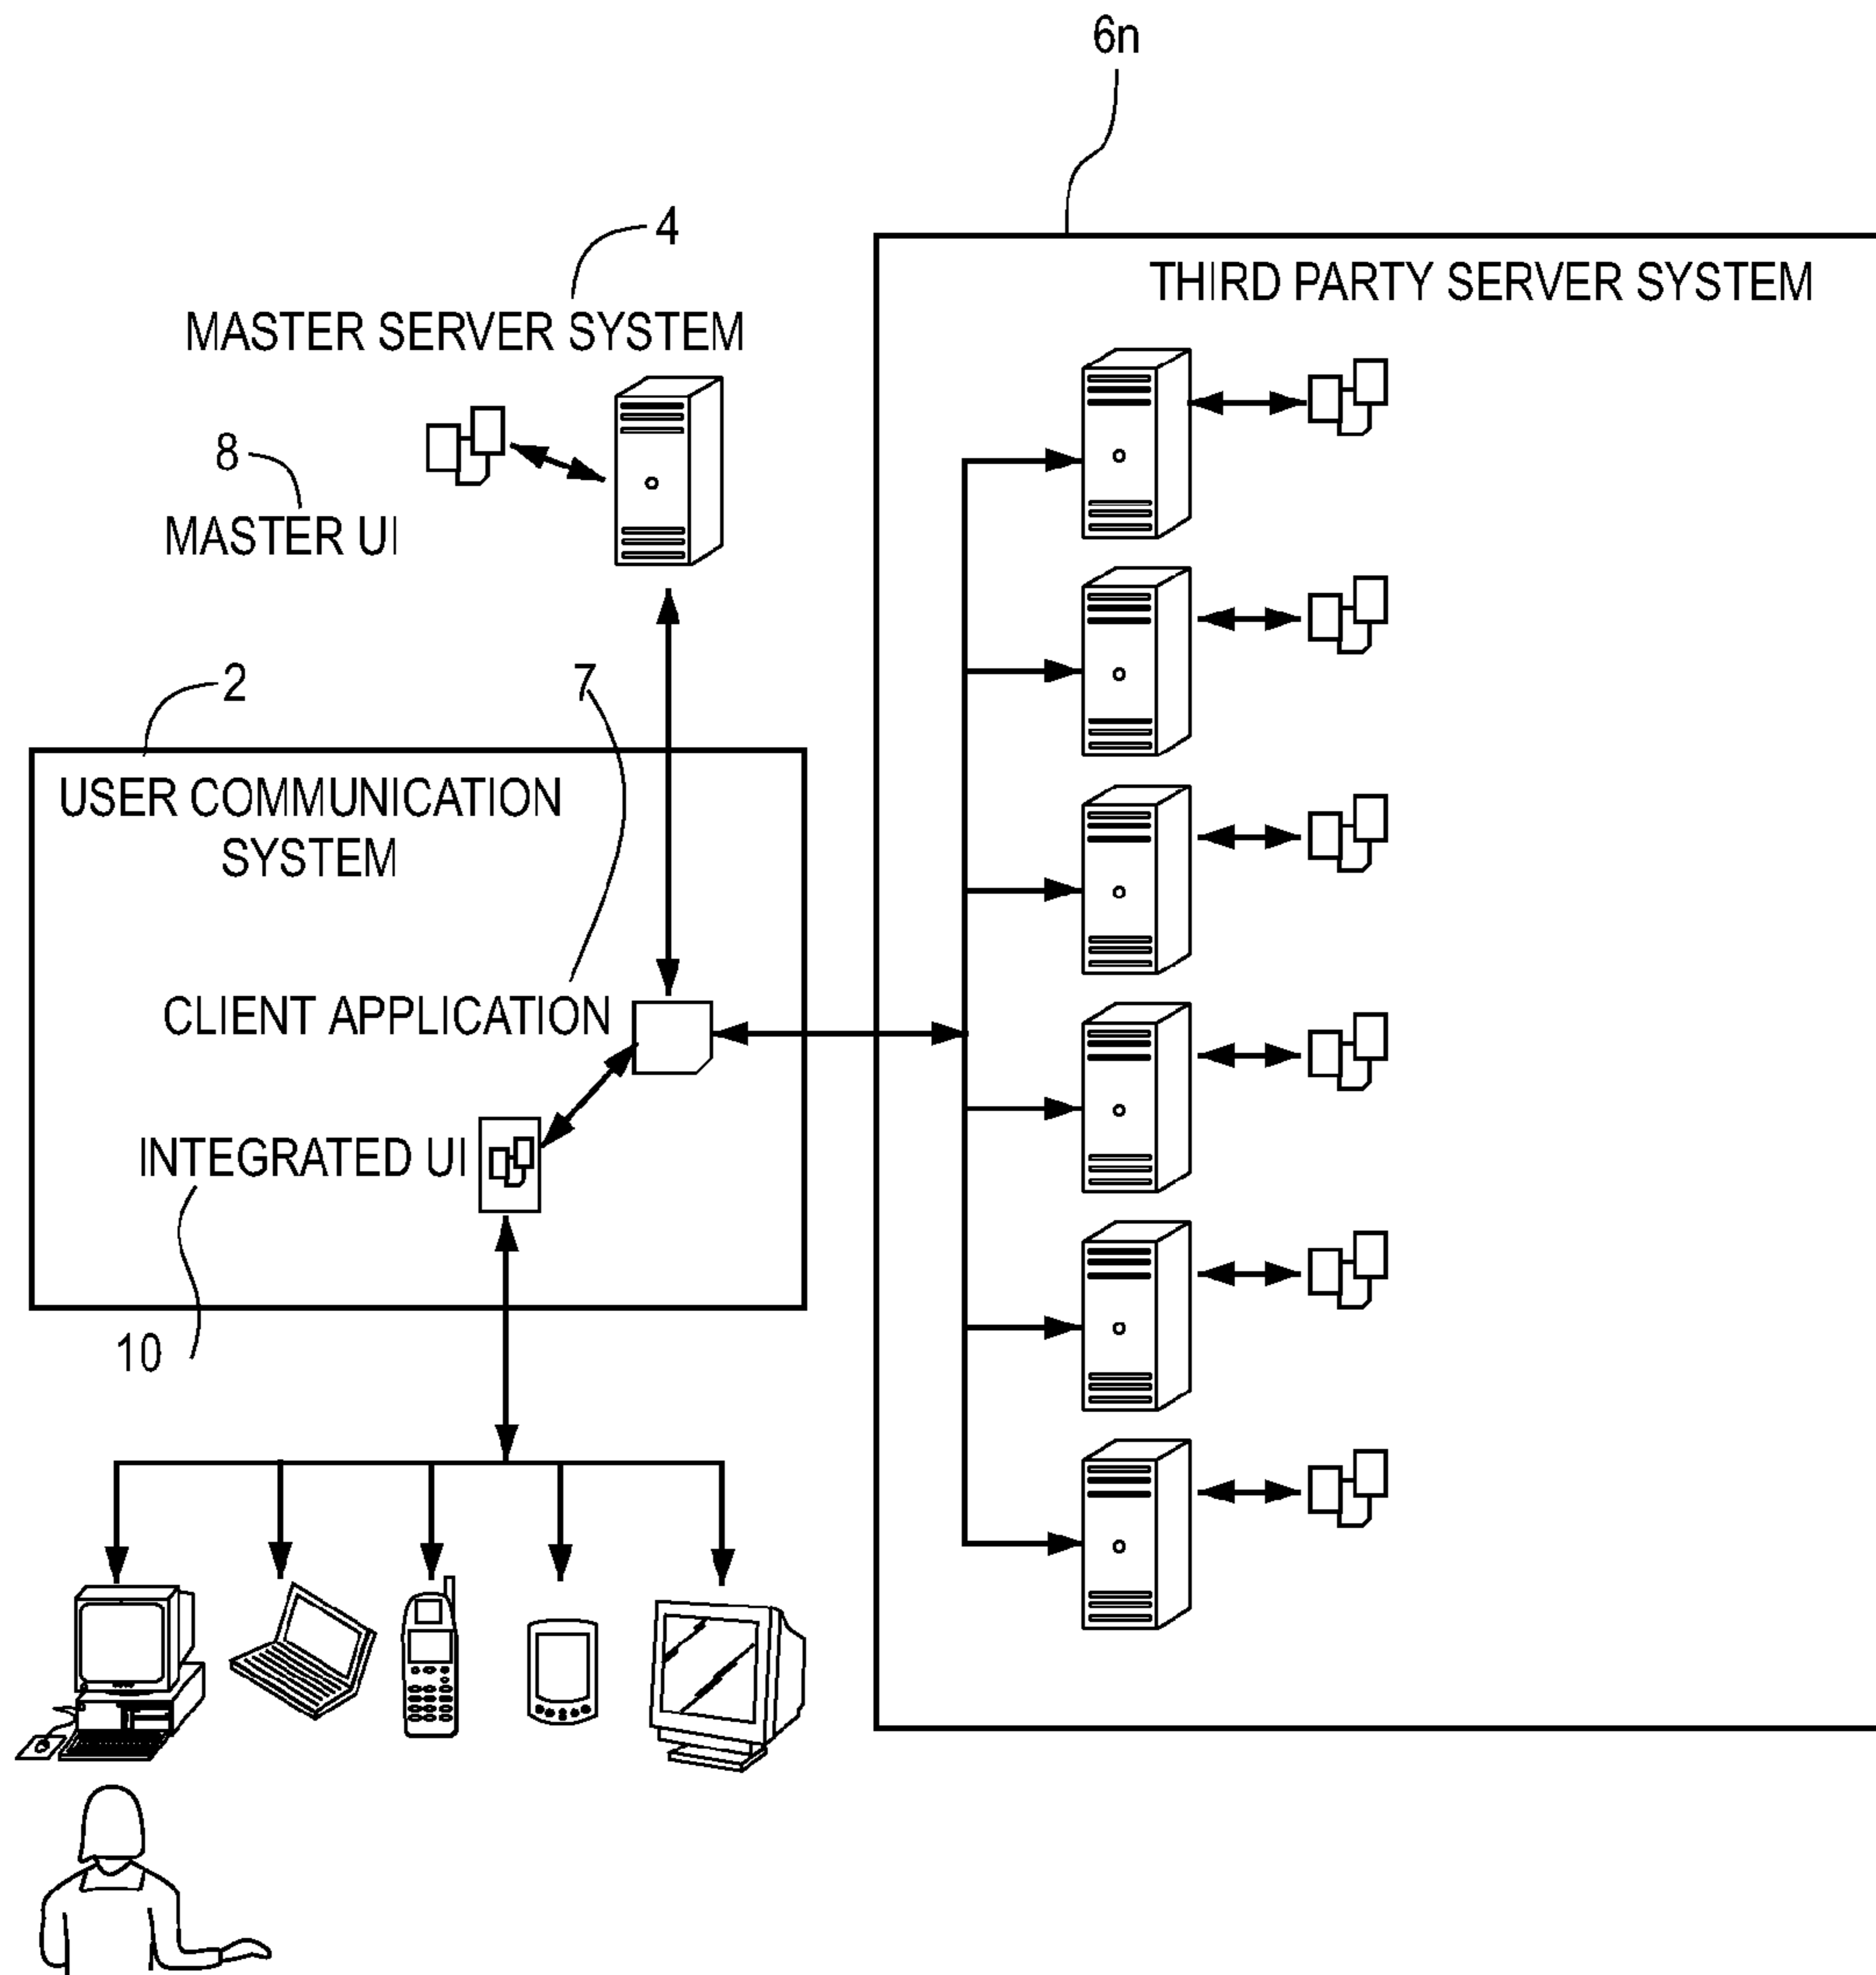 6n
4
THIRD PARTY SERVER SYSTEM
MASTER SERVER SYSTEM
8
MASTER UI
2
7
USER COMMUNICATION
SYSTEM
CLIENT APPLICATION
INTEGRATED UI
10